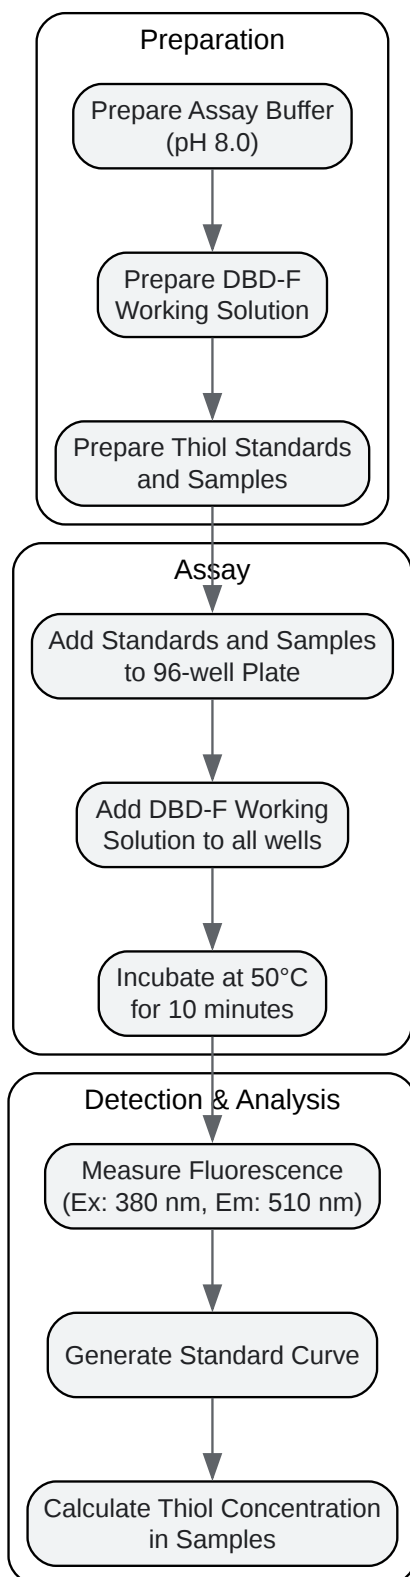 Preparation
Prepare Assay Buffer
(pH 8.0)
Prepare DBD-F
Working Solution
Prepare Thiol Standards
and Samples
Assay
Add Standards and Samples
to 96-well Plate
Add DBD-F Working
Solution to all wells
Incubate at 50°C
for 10 minutes
Detection & Analysis
Measure Fluorescence
(Ex: 380 nm, Em: 510 nm)
Generate Standard Curve
Calculate Thiol Concentration
in Samples